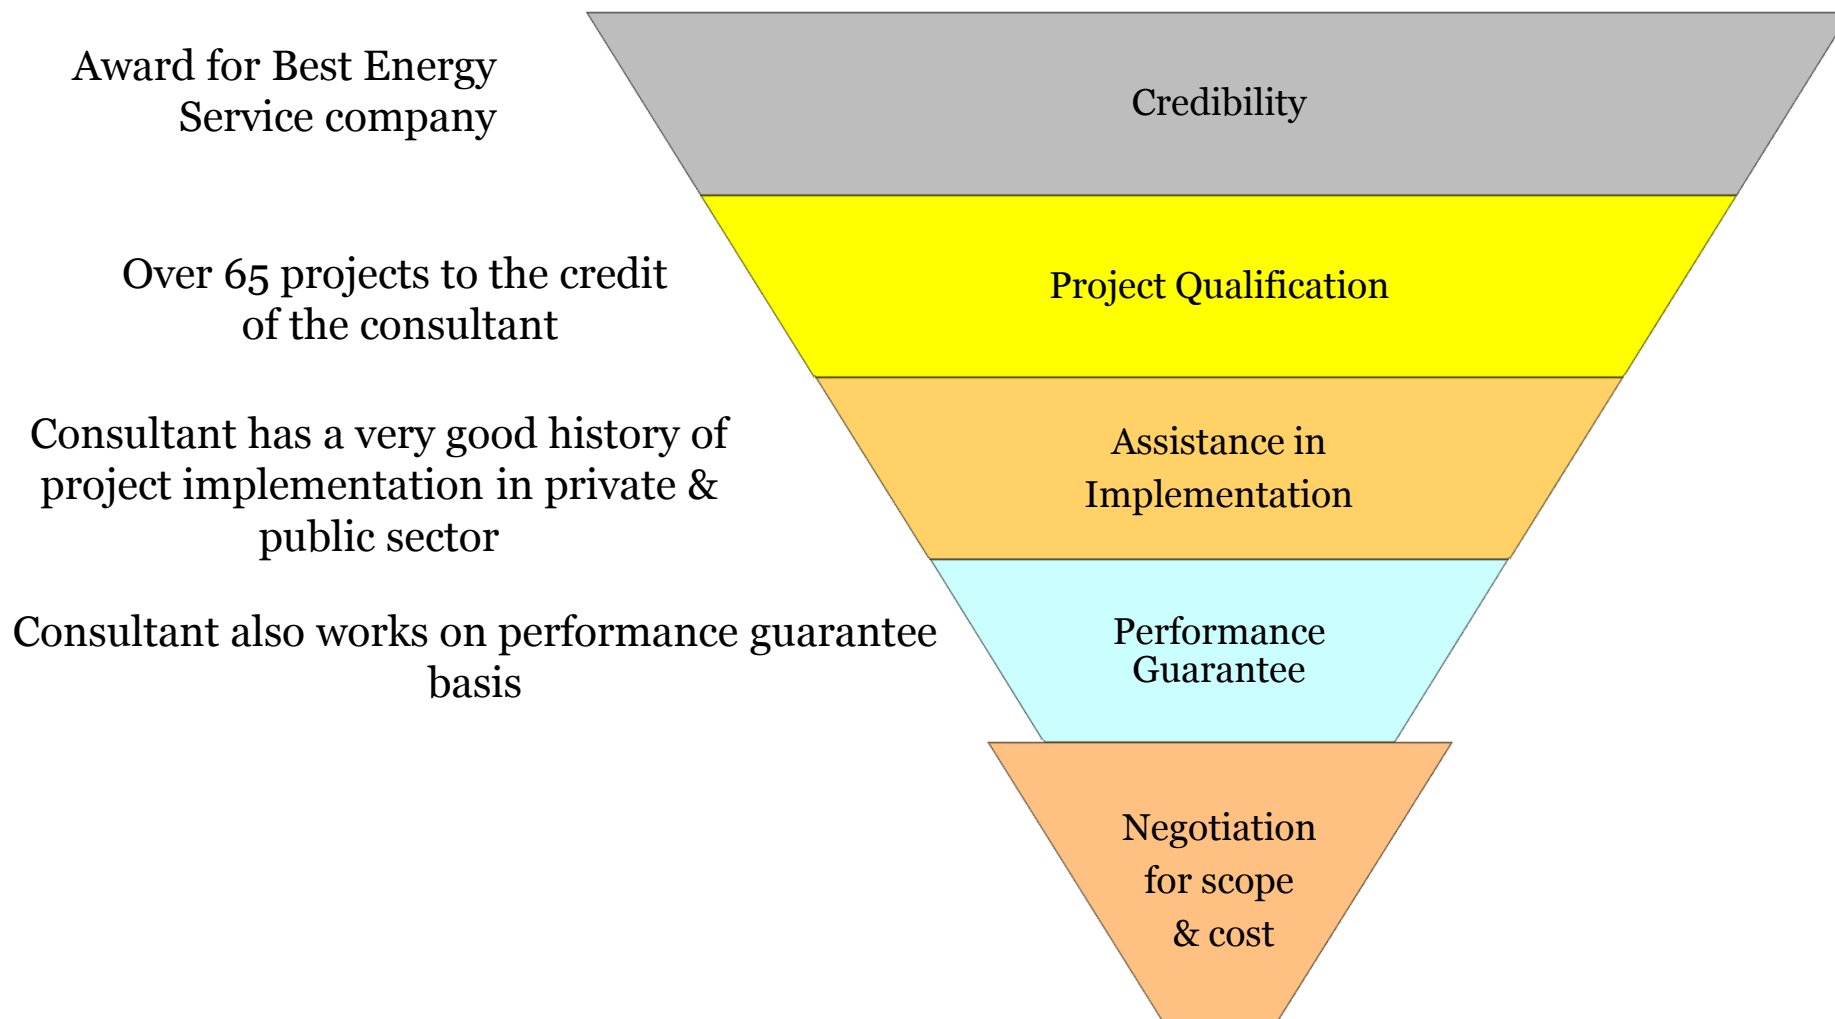 Award for Best Energy
Service company
Credibility
Over 65 projects to the credit
of the consultant
Project Qualification
Consultant has a very good history of
project implementation in private &
public sector
Assistance in
Implementation
Consultant also works on performance guarantee
basis
Performance
Guarantee
Negotiation
for scope
& cost